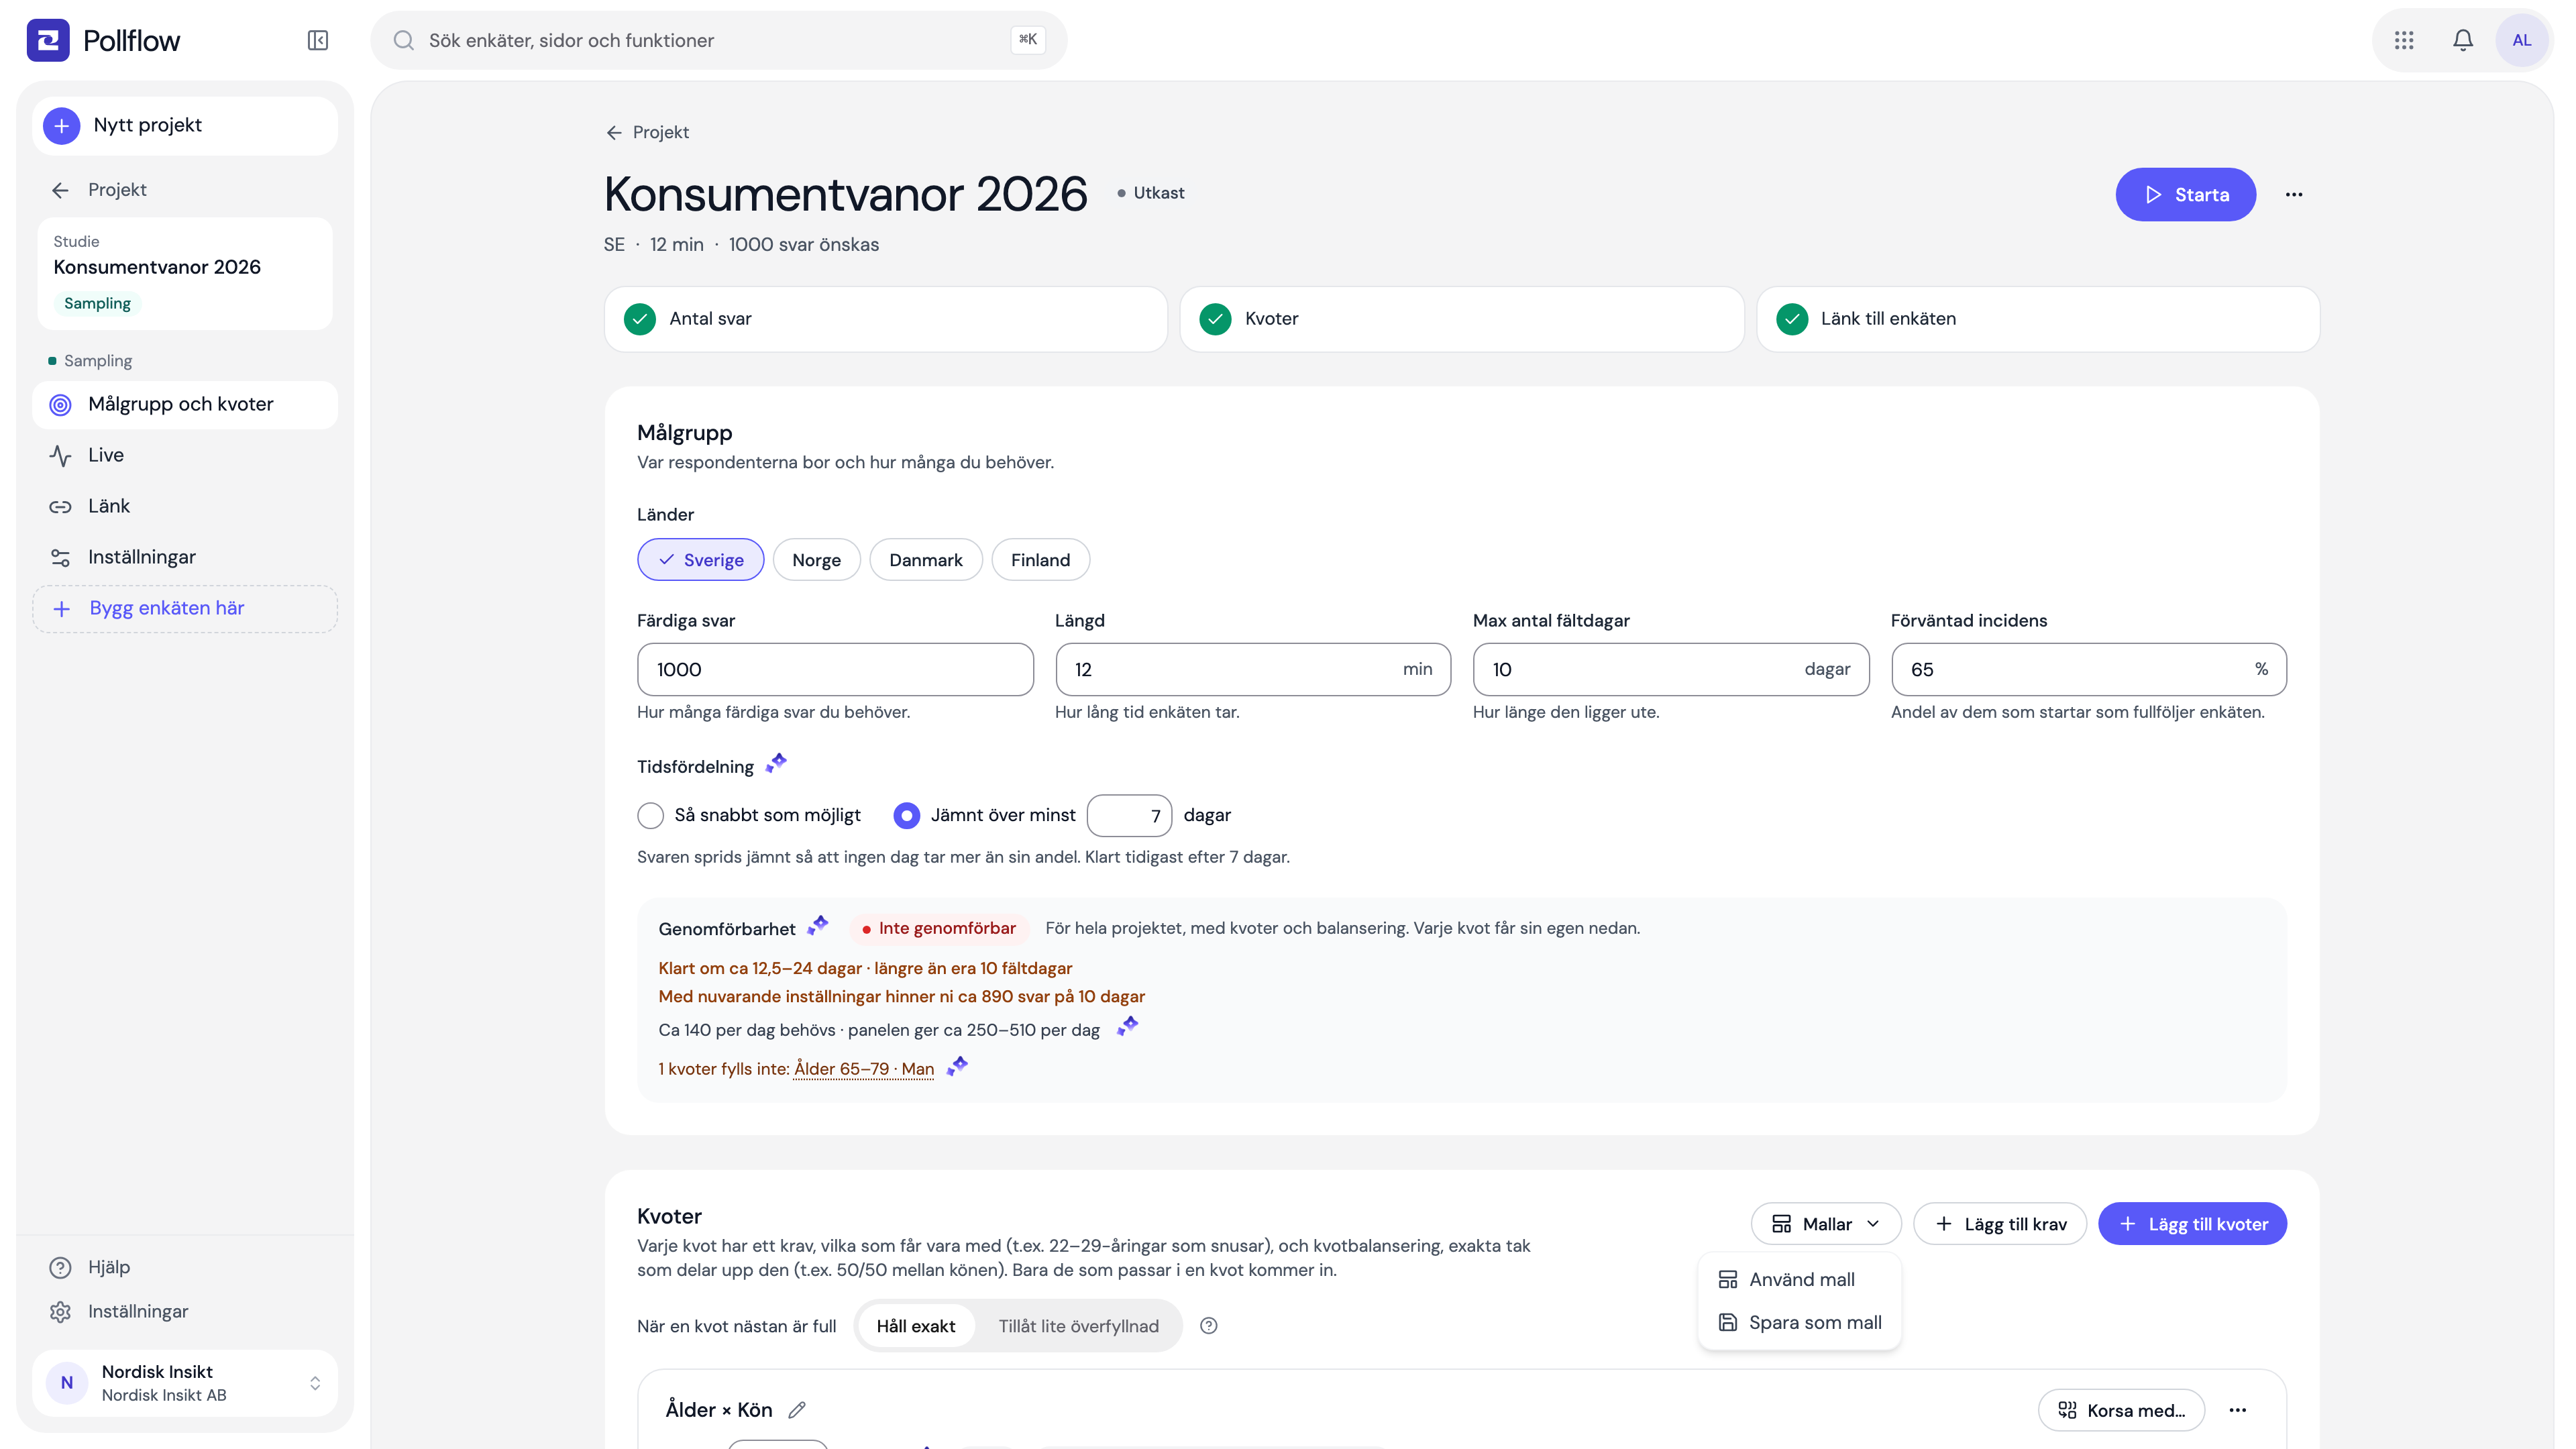 Pollflow
Sök enkäter, sidor och funktioner
⌘K
AL
Nytt projekt
Projekt
Studie
Konsumentvanor 2026
Sampling
Sampling
Målgrupp och kvoter
Live
Länk
Inställningar
Bygg enkäten här
Hjälp
Inställningar
N
Nordisk Insikt
Nordisk Insikt AB
Projekt
Konsumentvanor 2026
Utkast
Starta
SE · 12 min · 1000 svar önskas
Antal svar
Kvoter
Länk till enkäten
Målgrupp
Var respondenterna bor och hur många du behöver.
Länder
Sverige
Norge
Danmark
Finland
Färdiga svar
1000
Hur många färdiga svar du behöver.
Längd
12 min
Hur lång tid enkäten tar.
Max antal fältdagar
10 dagar
Hur länge den ligger ute.
Förväntad incidens
65 %
Andel av dem som startar som fullföljer enkäten.
Tidsfördelning
Så snabbt som möjligt
Jämnt över minst 7 dagar
Svaren sprids jämnt så att ingen dag tar mer än sin andel. Klart tidigast efter 7 dagar.
Genomförbarhet
Inte genomförbar
För hela projektet, med kvoter och balansering. Varje kvot får sin egen nedan.
Klart om ca 12,5–24 dagar · längre än era 10 fältdagar
Med nuvarande inställningar hinner ni ca 890 svar på 10 dagar
Ca 140 per dag behövs · panelen ger ca 250–510 per dag
1 kvoter fylls inte: Ålder 65–79 · Man
Kvoter
Varje kvot har ett krav, vilka som får vara med (t.ex. 22–29-åringar som snusar), och kvotbalansering, exakta tak
som delar upp den (t.ex. 50/50 mellan könen). Bara de som passar i en kvot kommer in.
Mallar
Lägg till krav
Lägg till kvoter
Använd mall
Spara som mall
När en kvot nästan är full
Håll exakt
Tillåt lite överfyllnad
Ålder × Kön
Korsa med…